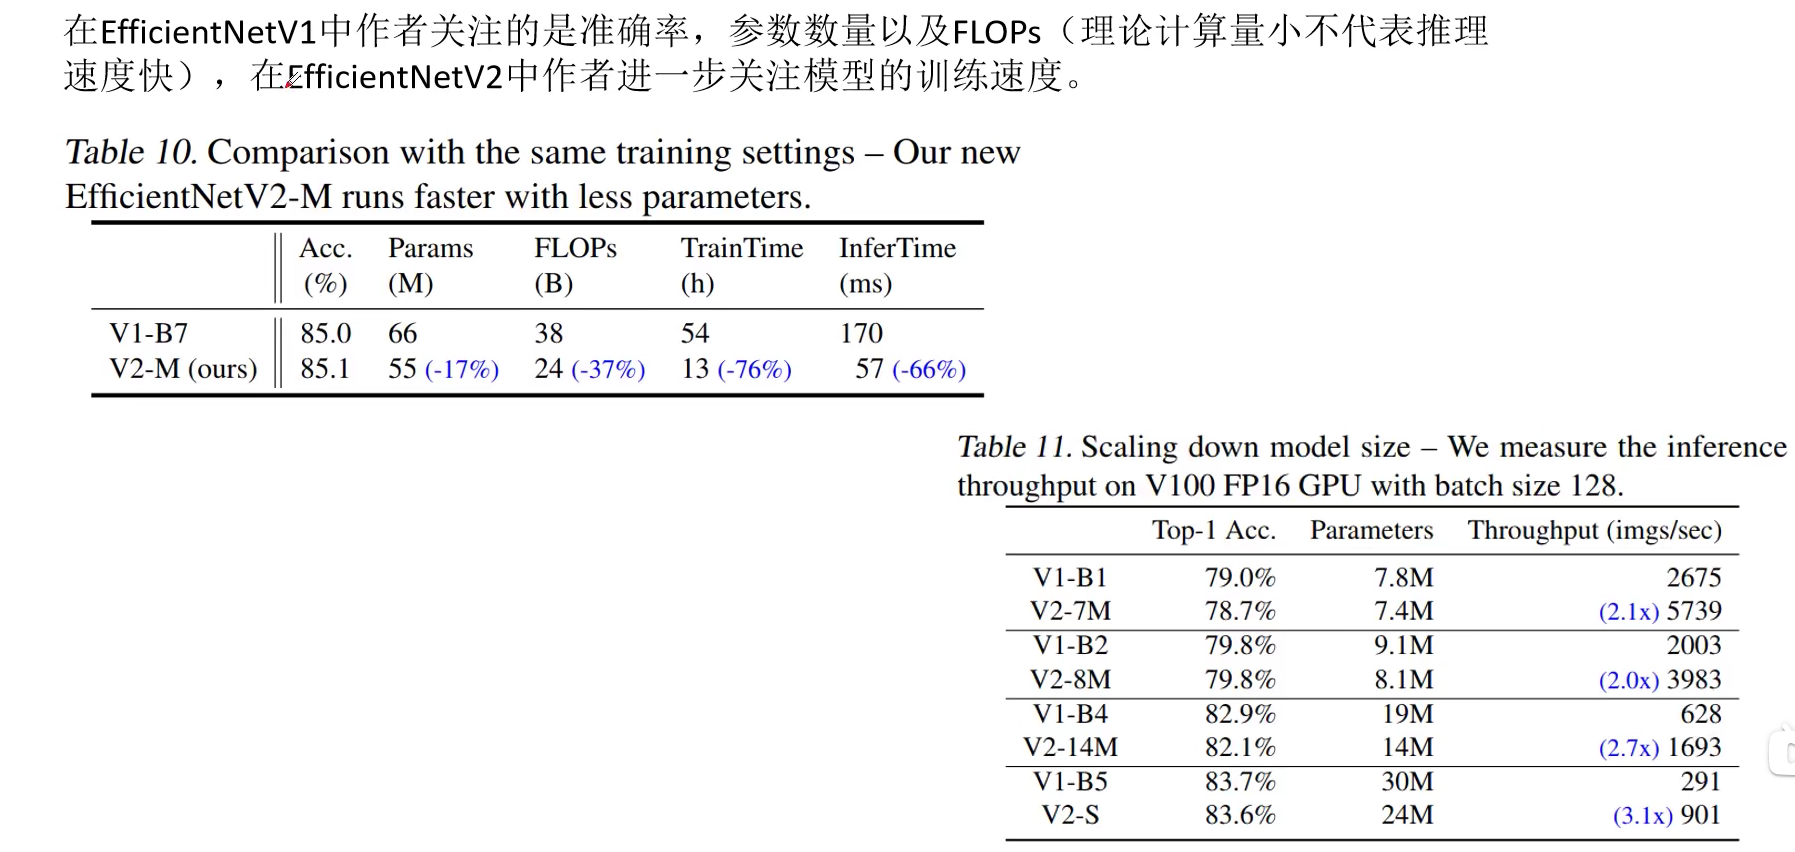 在EfficientNetV1中作者关注的是准确率，参数数量以及FLOPs（理论计算量小不代表推理
速度快），在EfficientNetV2中作者进一步关注模型的训练速度。
Table 10. Comparison with the same training settings – Our new
EfficientNetV2-M runs faster with less parameters.
Acc. Params FLOPs TrainTime InferTime
(%) (M) (B) (h) (ms)
V1-B7 85.0 66 38 54 170
V2-M (ours) 85.1 55 (-17%) 24 (-37%) 13 (-76%) 57 (-66%)
Table 11. Scaling down model size – We measure the inference
throughput on V100 FP16 GPU with batch size 128.
Top-1 Acc. Parameters Throughput (imgs/sec)
V1-B1 79.0% 7.8M 2675
V2-7M 78.7% 7.4M (2.1x) 5739
V1-B2 79.8% 9.1M 2003
V2-8M 79.8% 8.1M (2.0x) 3983
V1-B4 82.9% 19M 628
V2-14M 82.1% 14M (2.7x) 1693
V1-B5 83.7% 30M 291
V2-S 83.6% 24M (3.1x) 901